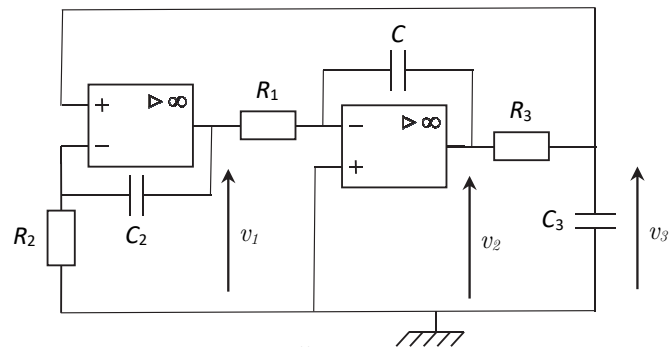 C
R1
R3
+
▷ ∞
−
▷ ∞
−
+
R2
C2
v1
v2
C3
v3